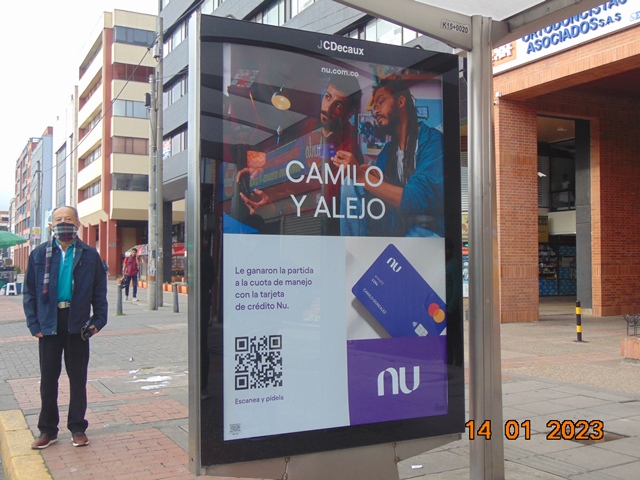 K15+0020
ORTODONCISTAS
ASOCIADOS S.A.S
JCDecaux
nu.com.co
CAMILO
Y ALEJO
Le ganaron la partida
a la cuota de manejo
con la tarjeta
de crédito Nu.
nu
Escanea y pídela
nu
14 01 2023